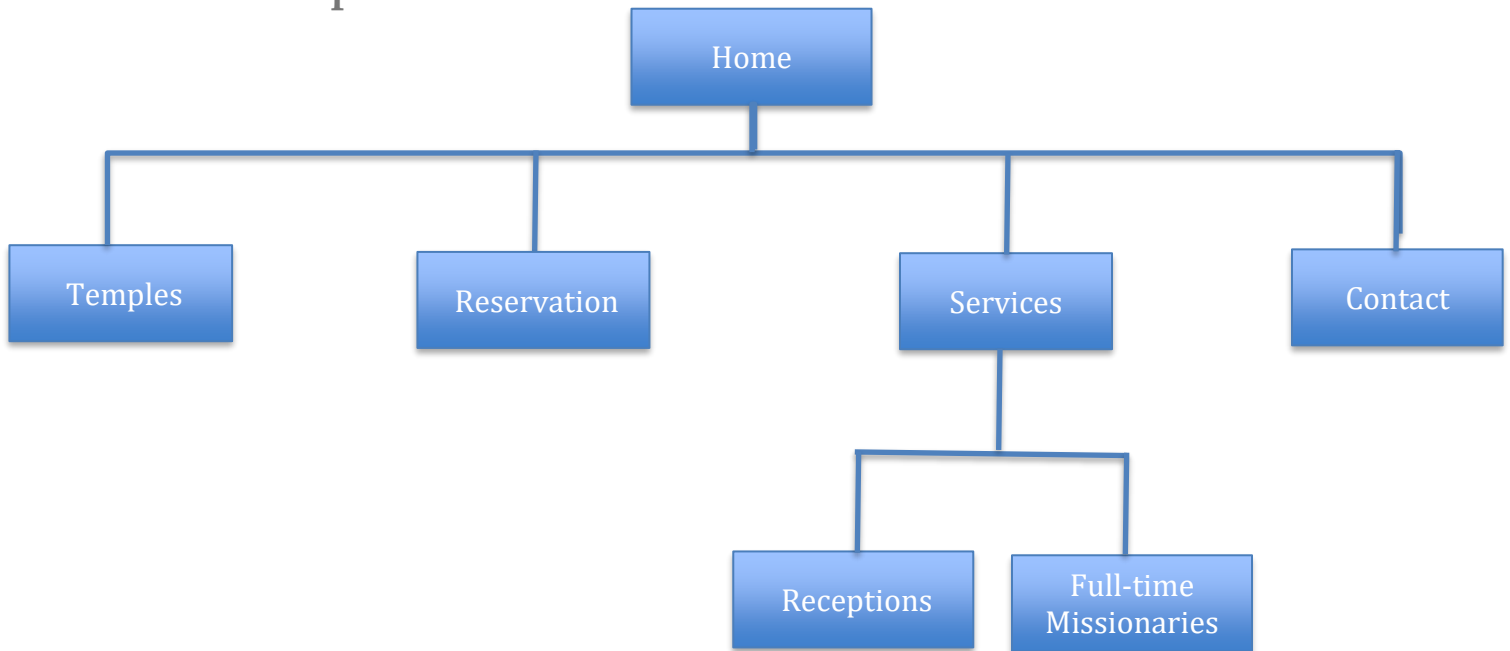 Home
Temples
Reservation
Services
Contact
Receptions
Full-time
Missionaries